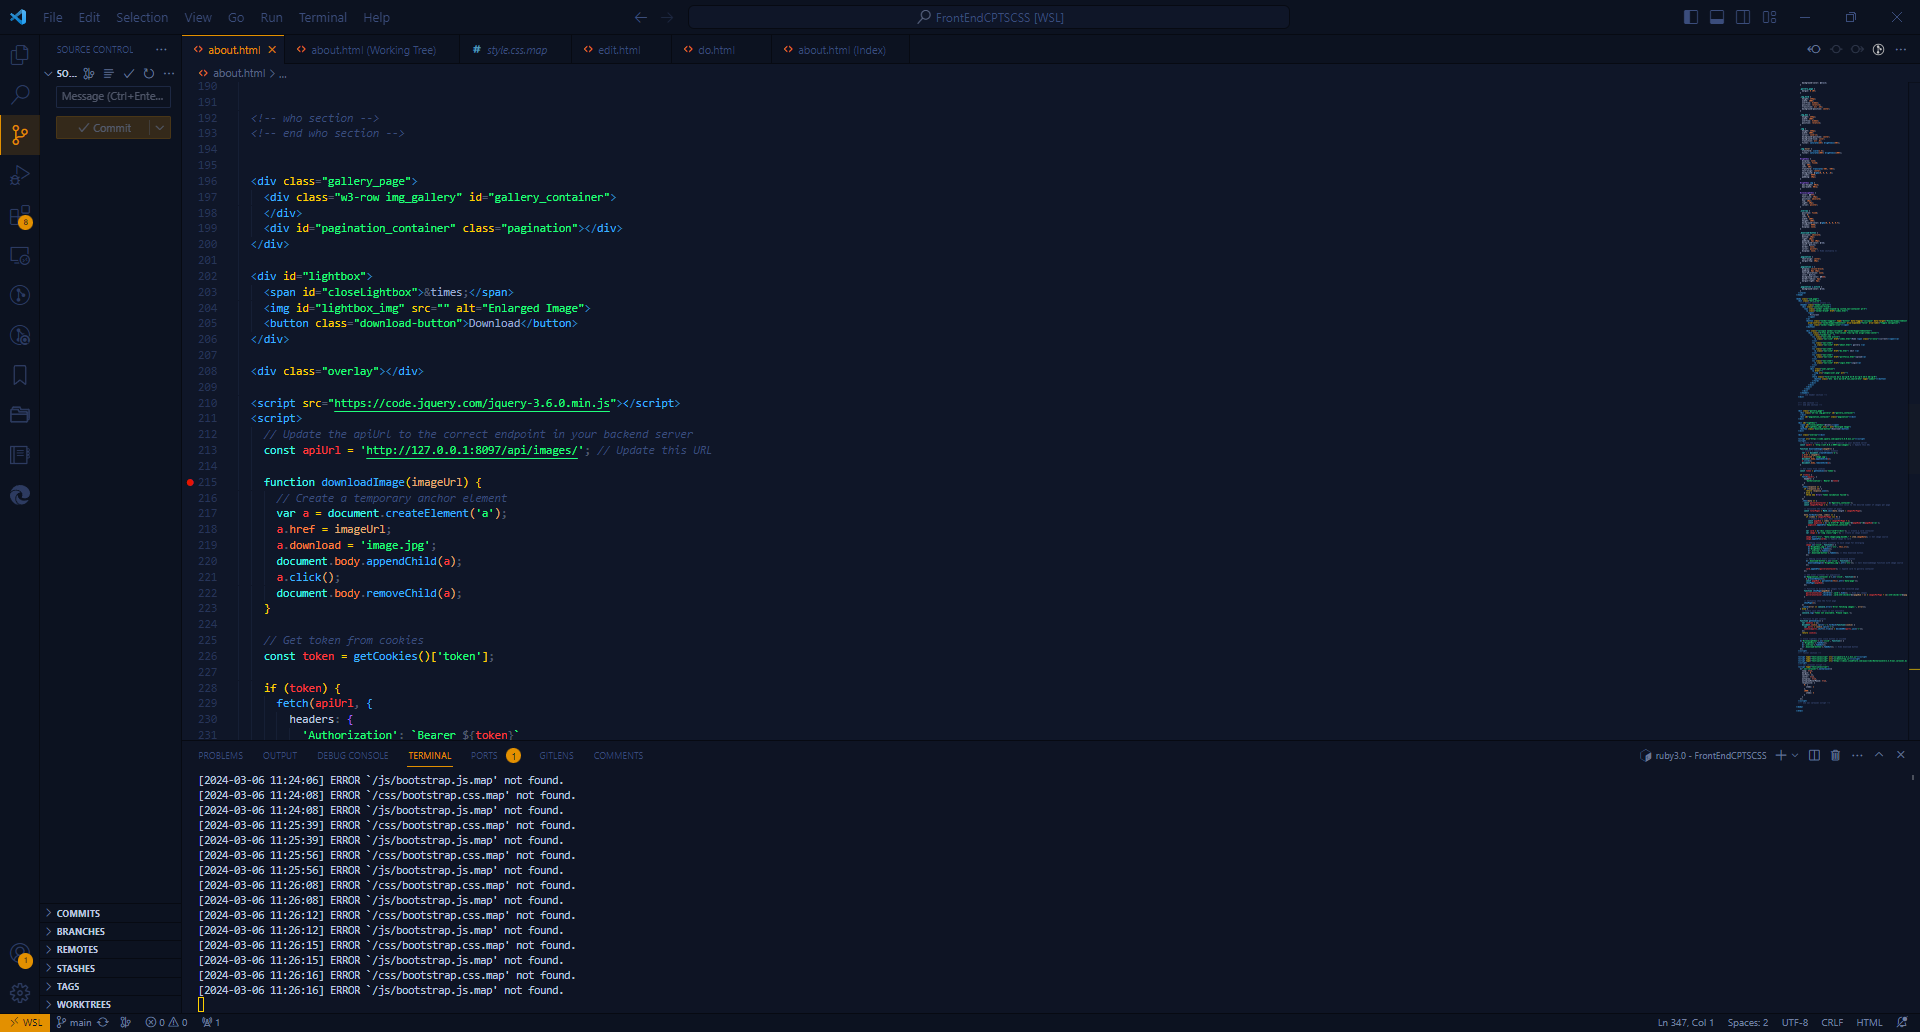 File Edit Selection View Go Run Terminal Help
FrontEndCPTSCSS [WSL]
SOURCE CONTROL
about.html
about.html (Working Tree)
style.css.map
edit.html
do.html
about.html (Index)
SO...
about.html > ...
Message (Ctrl+Ente...
Commit
190
191
192 <!-- who section -->
193 <!-- end who section -->
194
195
196 <div class="gallery_page">
197 <div class="w3-row img_gallery" id="gallery_container">
198 </div>
199 <div id="pagination_container" class="pagination"></div>
200 </div>
201
202 <div id="lightbox">
203 <span id="closeLightbox">&times;</span>
204 <img id="lightbox_img" src="" alt="Enlarged Image">
205 <button class="download-button">Download</button>
206 </div>
207
208 <div class="overlay"></div>
209
210 <script src="https://code.jquery.com/jquery-3.6.0.min.js"></script>
211 <script>
212 // Update the apiUrl to the correct endpoint in your backend server
213 const apiUrl = 'http://127.0.0.1:8097/api/images/'; // Update this URL
214
215 function downloadImage(imageUrl) {
216 // Create a temporary anchor element
217 var a = document.createElement('a');
218 a.href = imageUrl;
219 a.download = 'image.jpg';
220 document.body.appendChild(a);
221 a.click();
222 document.body.removeChild(a);
223 }
224
225 // Get token from cookies
226 const token = getCookies()['token'];
227
228 if (token) {
229 fetch(apiUrl, {
230 headers: {
231 'Authorization': `Bearer ${token}`
8
PROBLEMS OUTPUT DEBUG CONSOLE TERMINAL PORTS 1 GITLENS COMMENTS
ruby3.0 - FrontEndCPTSCSS
[2024-03-06 11:24:06] ERROR `/js/bootstrap.js.map' not found.
[2024-03-06 11:24:08] ERROR `/css/bootstrap.css.map' not found.
[2024-03-06 11:24:08] ERROR `/js/bootstrap.js.map' not found.
[2024-03-06 11:25:39] ERROR `/css/bootstrap.css.map' not found.
[2024-03-06 11:25:39] ERROR `/js/bootstrap.js.map' not found.
[2024-03-06 11:25:56] ERROR `/css/bootstrap.css.map' not found.
[2024-03-06 11:25:56] ERROR `/js/bootstrap.js.map' not found.
[2024-03-06 11:26:08] ERROR `/css/bootstrap.css.map' not found.
[2024-03-06 11:26:08] ERROR `/js/bootstrap.js.map' not found.
[2024-03-06 11:26:12] ERROR `/css/bootstrap.css.map' not found.
[2024-03-06 11:26:12] ERROR `/js/bootstrap.js.map' not found.
[2024-03-06 11:26:15] ERROR `/css/bootstrap.css.map' not found.
[2024-03-06 11:26:15] ERROR `/js/bootstrap.js.map' not found.
[2024-03-06 11:26:16] ERROR `/css/bootstrap.css.map' not found.
[2024-03-06 11:26:16] ERROR `/js/bootstrap.js.map' not found.
COMMITS
BRANCHES
REMOTES
STASHES
TAGS
WORKTREES
1
WSL main 0 0 1
Ln 347, Col 1 Spaces: 2 UTF-8 CRLF HTML